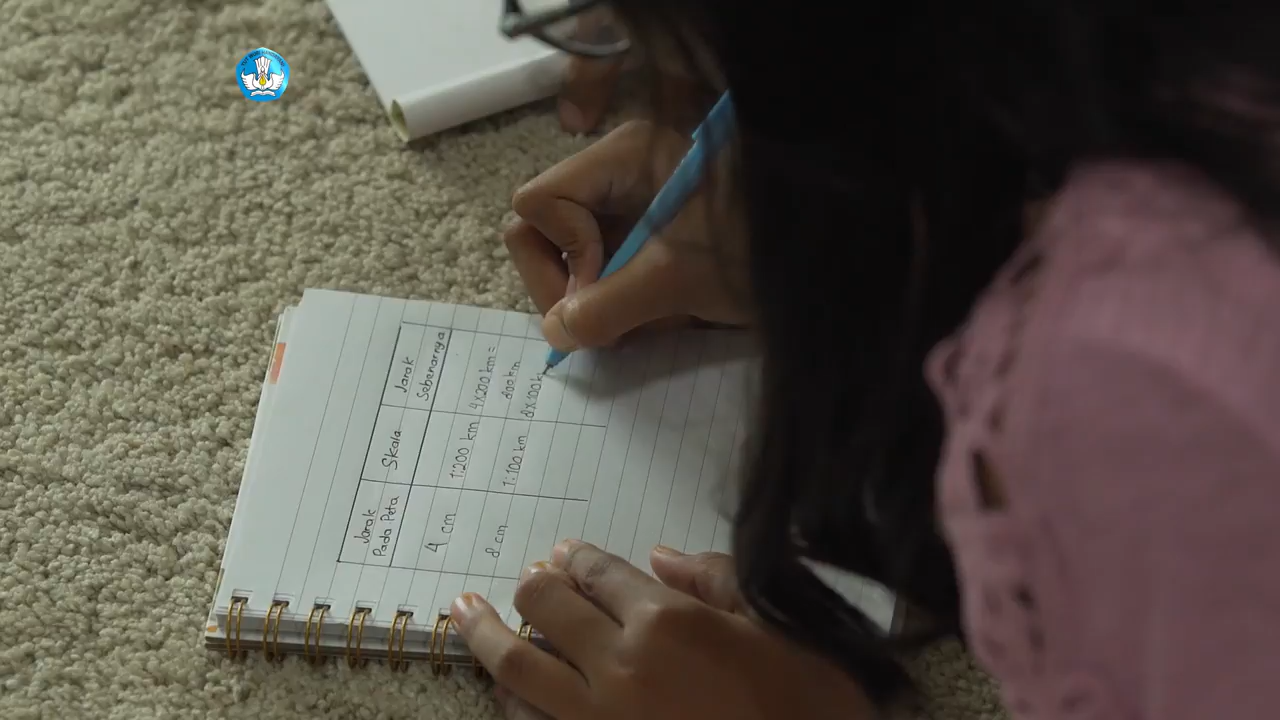 Jarak
Pada Peta
Skala
Jarak
Sebenarnya
4 cm
1:200 km
4x200 km =
800 km
8 cm
1:100 km
8x100 k